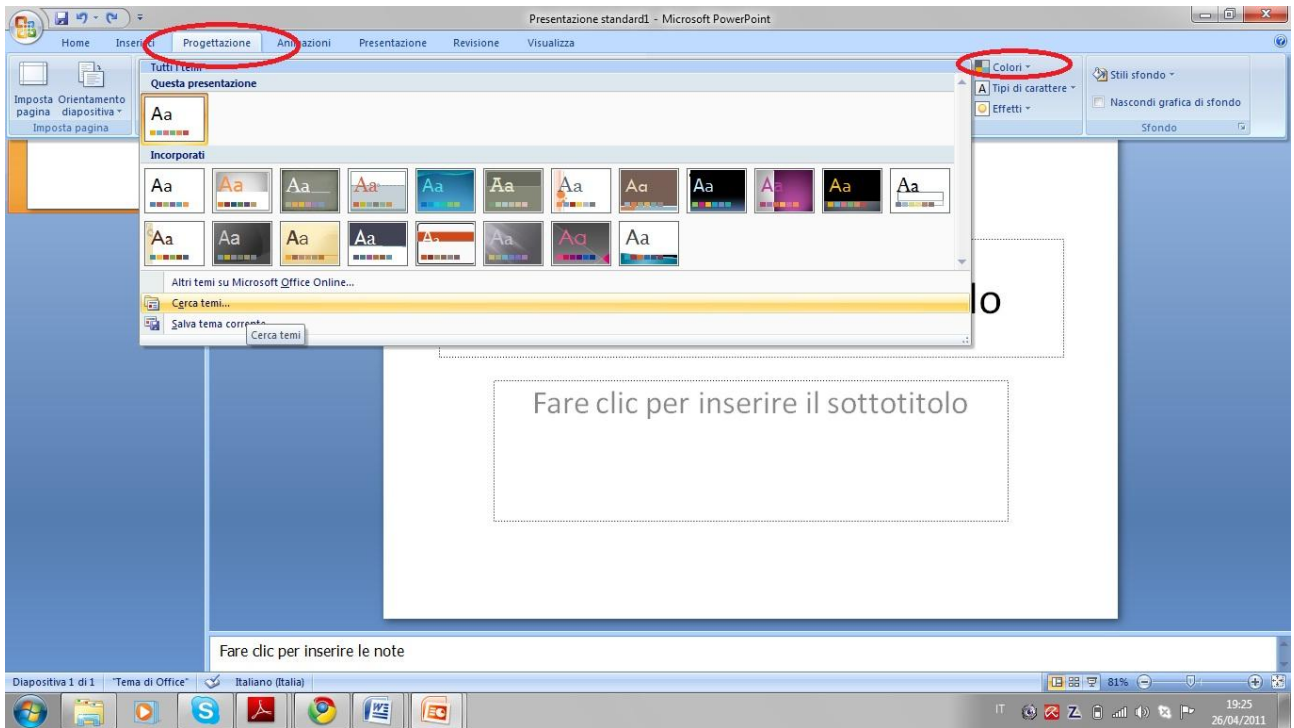 Presentazione standard1 - Microsoft PowerPoint
Home Inserisci Progettazione Animazioni Presentazione Revisione Visualizza
Imposta pagina
Orientamento diapositiva
Imposta pagina
Tutti i temi
Questa presentazione
Aa
Incorporati
Aa Aa Aa Aa Aa Aa Aa Aa Aa Aa Aa Aa
Aa Aa Aa Aa Aa Aa Aa Aa
Altri temi su Microsoft Office Online...
Cerca temi...
Salva tema corrente
Cerca temi
Colori
A Tipi di carattere
Effetti
Stili sfondo
Nascondi grafica di sfondo
Sfondo
lo
Fare clic per inserire il sottotitolo
Fare clic per inserire le note
Diapositiva 1 di 1 "Tema di Office" Italiano (Italia) 81%
IT 19:25
26/04/2011